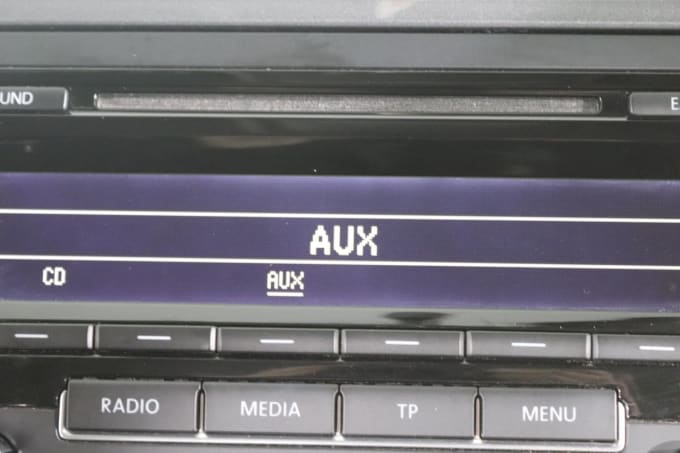 UND E
AUX
CD AUX
RADIO MEDIA TP MENU